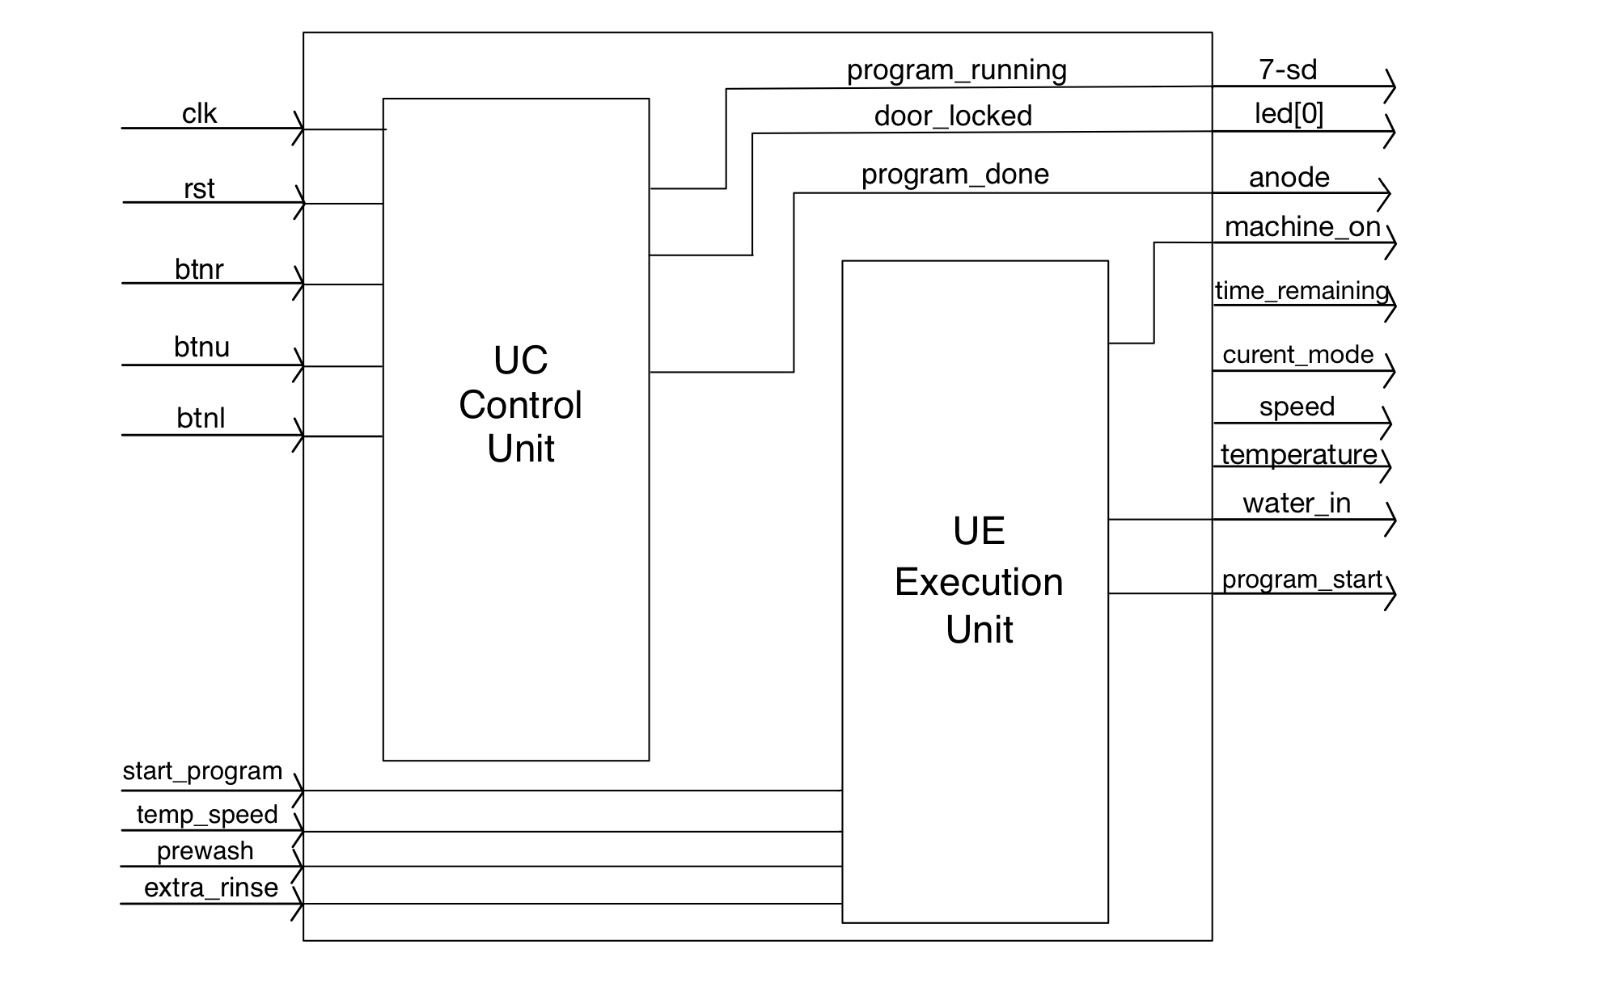 clk
rst
btnr
btnu
btnl
start_program
temp_speed
prewash
extra_rinse
UC
Control
Unit
program_running
door_locked
program_done
UE
Execution
Unit
7-sd
led[0]
anode
machine_on
time_remaining
curent_mode
speed
temperature
water_in
program_start